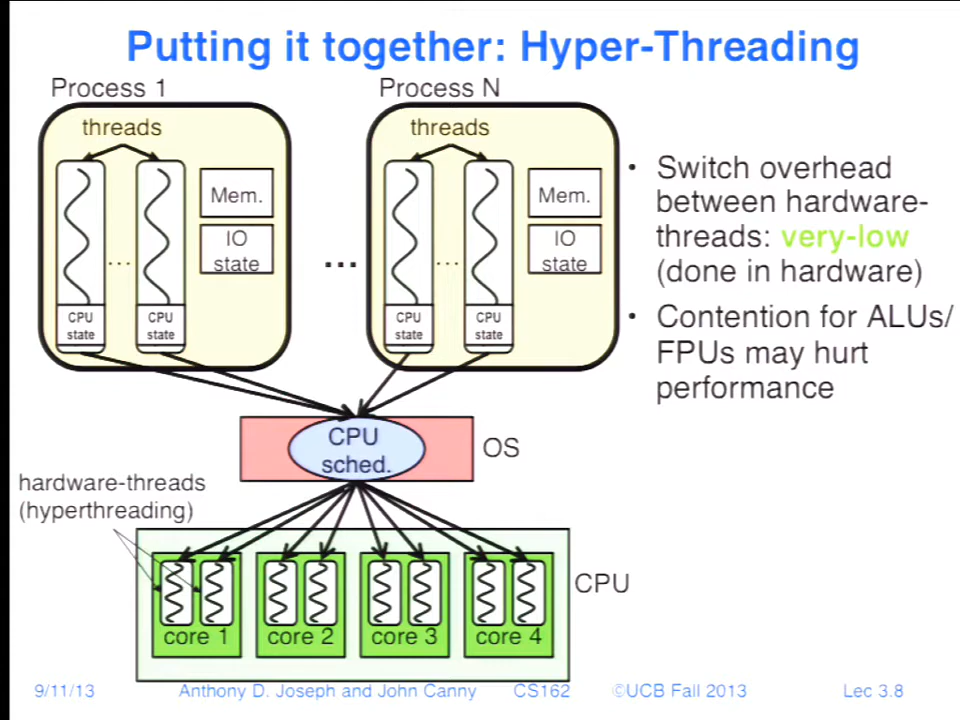 Putting it together: Hyper-Threading
Process 1
Process N
threads
threads
Mem.
IO
state
Mem.
IO
state
...
...
...
CPU
state
CPU
state
CPU
state
CPU
state
• Switch overhead
between hardware-
threads: very-low
(done in hardware)
• Contention for ALUs/
FPUs may hurt
performance
CPU
sched.
OS
hardware-threads
(hyperthreading)
CPU
core 1
core 2
core 3
core 4
9/11/13
Anthony D. Joseph and John Canny
CS162
©UCB Fall 2013
Lec 3.8